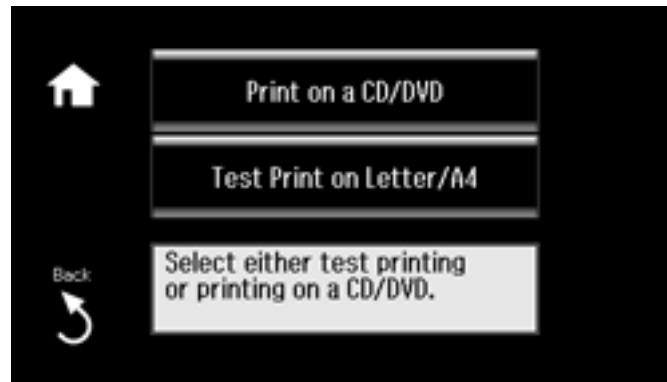 Print on a CD/DVD
Test Print on Letter/A4
Back
Select either test printing
or printing on a CD/DVD.